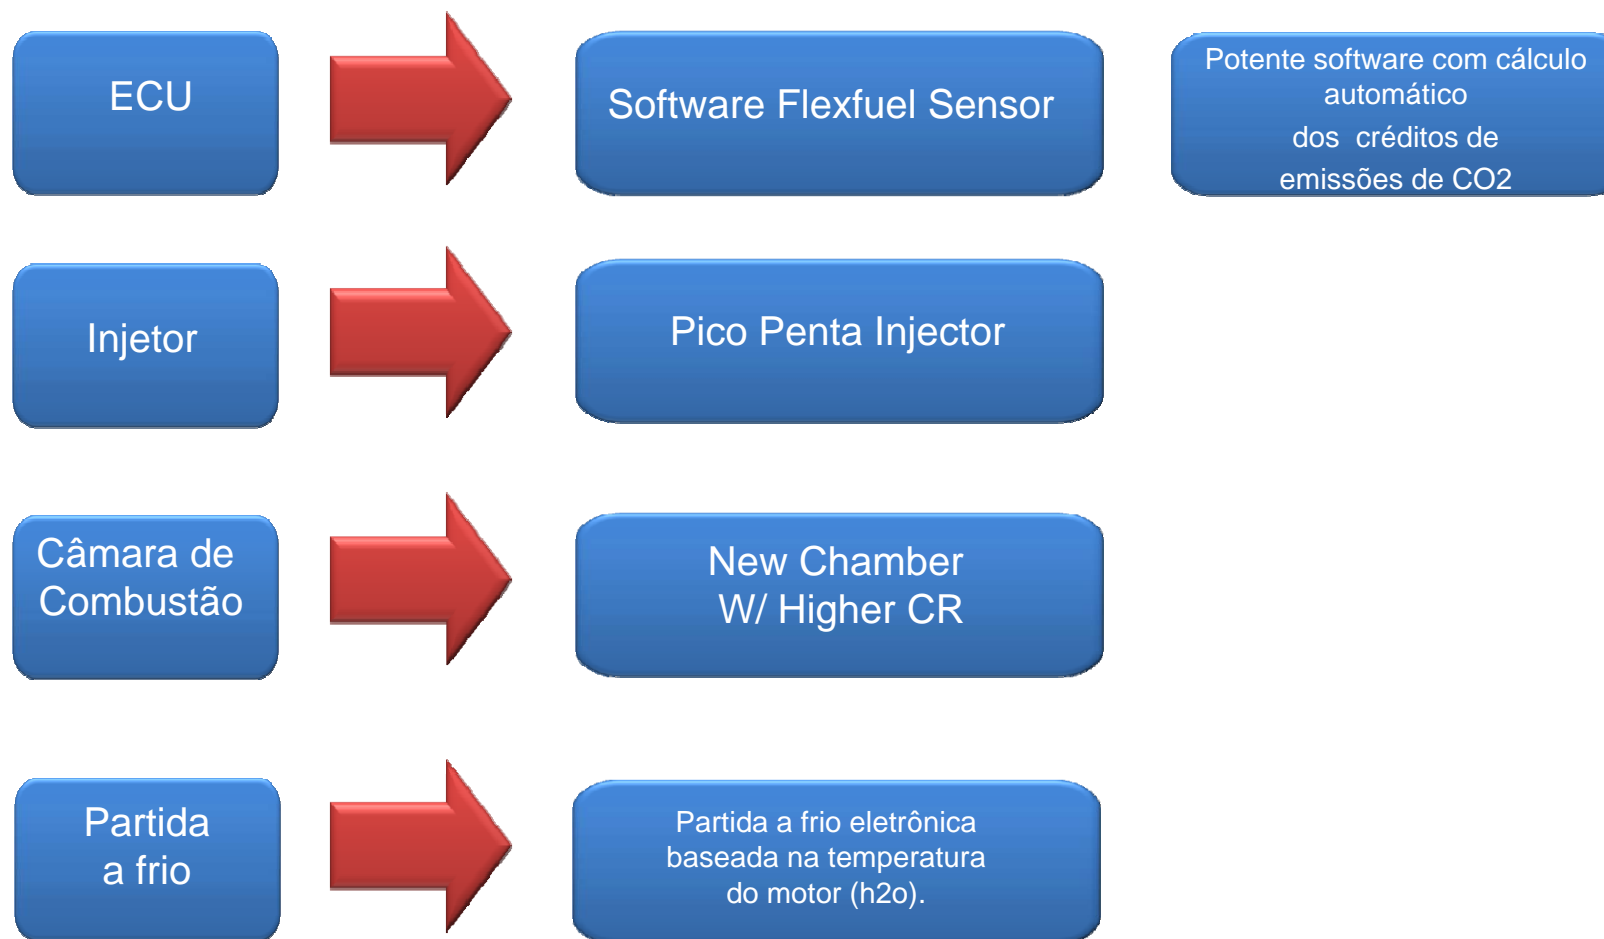 ECU
Software Flexfuel Sensor
Potente software com cálculo
automático
dos créditos de
emissões de CO2
Injetor
Pico Penta Injector
Câmara de
Combustão
New Chamber
W/ Higher CR
Partida
a frio
Partida a frio eletrônica
baseada na temperatura
do motor (h2o).